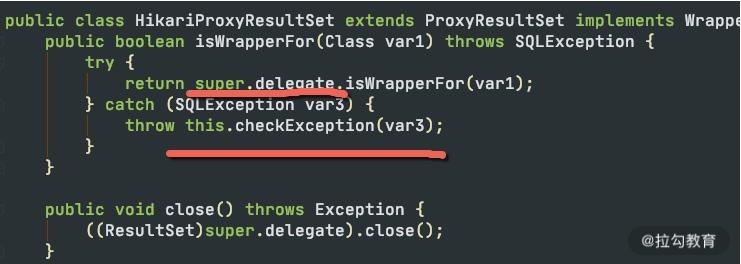 public class HikariProxyResultSet extends ProxyResultSet implements Wrappe
public boolean isWrapperFor(Class var1) throws SQLException {
try {
return super.delegate.isWrapperFor(var1);
} catch (SQLException var3) {
throw this.checkException(var3);
}
}
public void close() throws Exception {
((ResultSet)super.delegate).close();
}
@拉勾教育